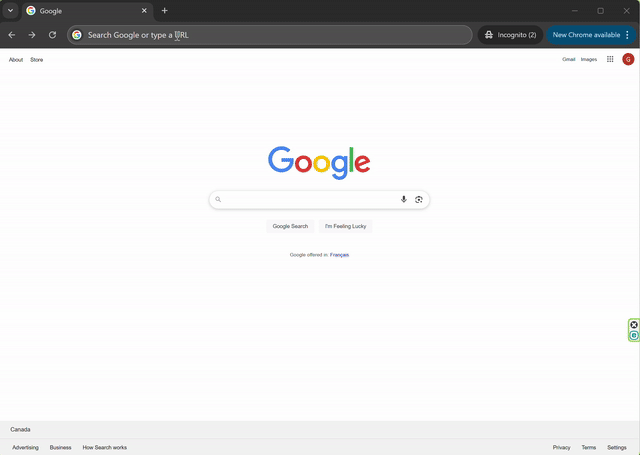 Google
Search Google or type a URL
Incognito (2)
New Chrome available
About
Store
Gmail
Images
G
Google
Google Search
I'm Feeling Lucky
Google offered in: Français
Canada
Advertising
Business
How Search works
Privacy
Terms
Settings